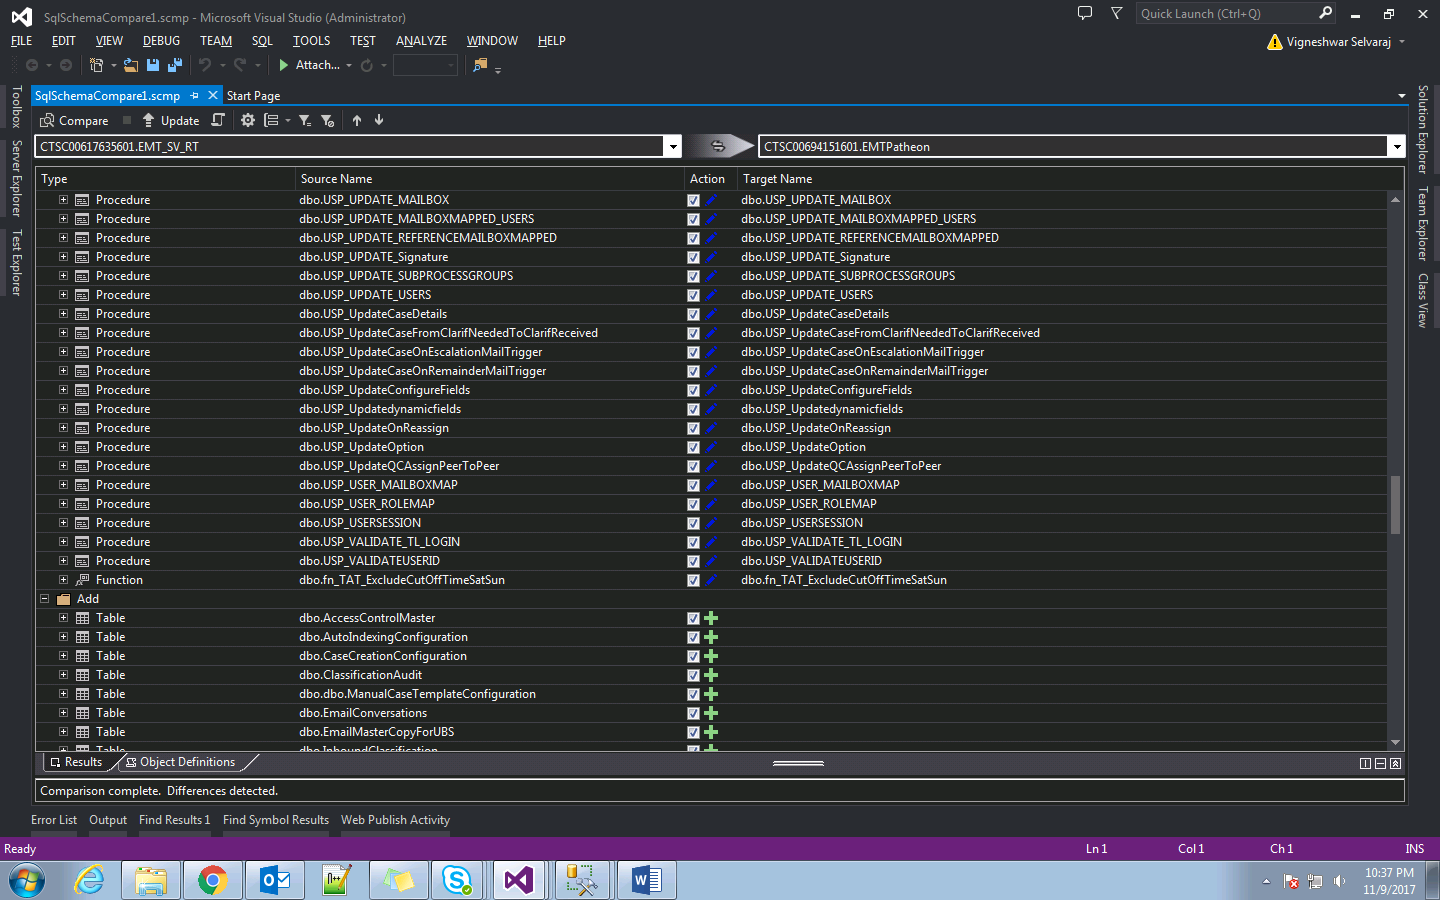 SqlSchemaCompare1.scmp - Microsoft Visual Studio (Administrator)
Quick Launch (Ctrl+Q)
FILE EDIT VIEW DEBUG TEAM SQL TOOLS TEST ANALYZE WINDOW HELP
Vigneshwar Selvaraj
Attach...
SqlSchemaCompare1.scmp
Start Page
Compare Update
CTSC00617635601.EMT_SV_RT
CTSC00694151601.EMTPatheon
Type Source Name Action Target Name
Procedure dbo.USP_UPDATE_MAILBOX dbo.USP_UPDATE_MAILBOX
Procedure dbo.USP_UPDATE_MAILBOXMAPPED_USERS dbo.USP_UPDATE_MAILBOXMAPPED_USERS
Procedure dbo.USP_UPDATE_REFERENCEMAILBOXMAPPED dbo.USP_UPDATE_REFERENCEMAILBOXMAPPED
Procedure dbo.USP_UPDATE_Signature dbo.USP_UPDATE_Signature
Procedure dbo.USP_UPDATE_SUBPROCESSGROUPS dbo.USP_UPDATE_SUBPROCESSGROUPS
Procedure dbo.USP_UPDATE_USERS dbo.USP_UPDATE_USERS
Procedure dbo.USP_UpdateCaseDetails dbo.USP_UpdateCaseDetails
Procedure dbo.USP_UpdateCaseFromClarifNeededToClarifReceived dbo.USP_UpdateCaseFromClarifNeededToClarifReceived
Procedure dbo.USP_UpdateCaseOnEscalationMailTrigger dbo.USP_UpdateCaseOnEscalationMailTrigger
Procedure dbo.USP_UpdateCaseOnRemainderMailTrigger dbo.USP_UpdateCaseOnRemainderMailTrigger
Procedure dbo.USP_UpdateConfigureFields dbo.USP_UpdateConfigureFields
Procedure dbo.USP_Updatedynamicfields dbo.USP_Updatedynamicfields
Procedure dbo.USP_UpdateOnReassign dbo.USP_UpdateOnReassign
Procedure dbo.USP_UpdateOption dbo.USP_UpdateOption
Procedure dbo.USP_UpdateQCAssignPeerToPeer dbo.USP_UpdateQCAssignPeerToPeer
Procedure dbo.USP_USER_MAILBOXMAP dbo.USP_USER_MAILBOXMAP
Procedure dbo.USP_USER_ROLEMAP dbo.USP_USER_ROLEMAP
Procedure dbo.USP_USERSESSION dbo.USP_USERSESSION
Procedure dbo.USP_VALIDATE_TL_LOGIN dbo.USP_VALIDATE_TL_LOGIN
Procedure dbo.USP_VALIDATEUSERID dbo.USP_VALIDATEUSERID
Function dbo.fn_TAT_ExcludeCutOffTimeSatSun dbo.fn_TAT_ExcludeCutOffTimeSatSun
Add
Table dbo.AccessControlMaster
Table dbo.AutoIndexingConfiguration
Table dbo.CaseCreationConfiguration
Table dbo.ClassificationAudit
Table dbo.dbo.ManualCaseTemplateConfiguration
Table dbo.EmailConversations
Table dbo.EmailMasterCopyForUBS
Table dbo.InboundClassification
Results Object Definitions
Comparison complete. Differences detected.
Error List Output Find Results 1 Find Symbol Results Web Publish Activity
Ready Ln 1 Col 1 Ch 1 INS
10:37 PM
11/9/2017
Toolbox
Server Explorer
Test Explorer
Solution Explorer
Team Explorer
Class View